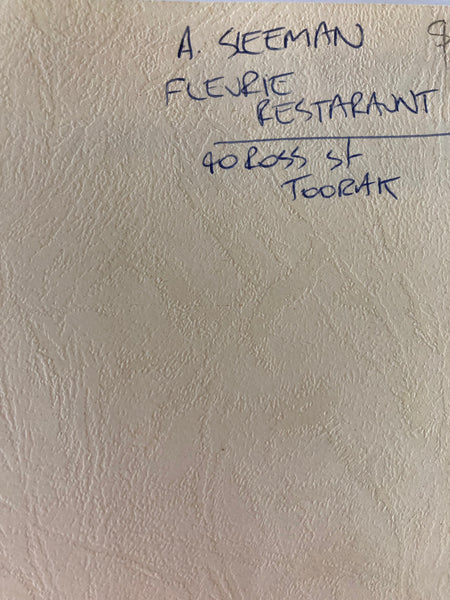 A. SLEEMAN $
FLEURIE
RESTARAUNT
40 ROSS St
TOORAK